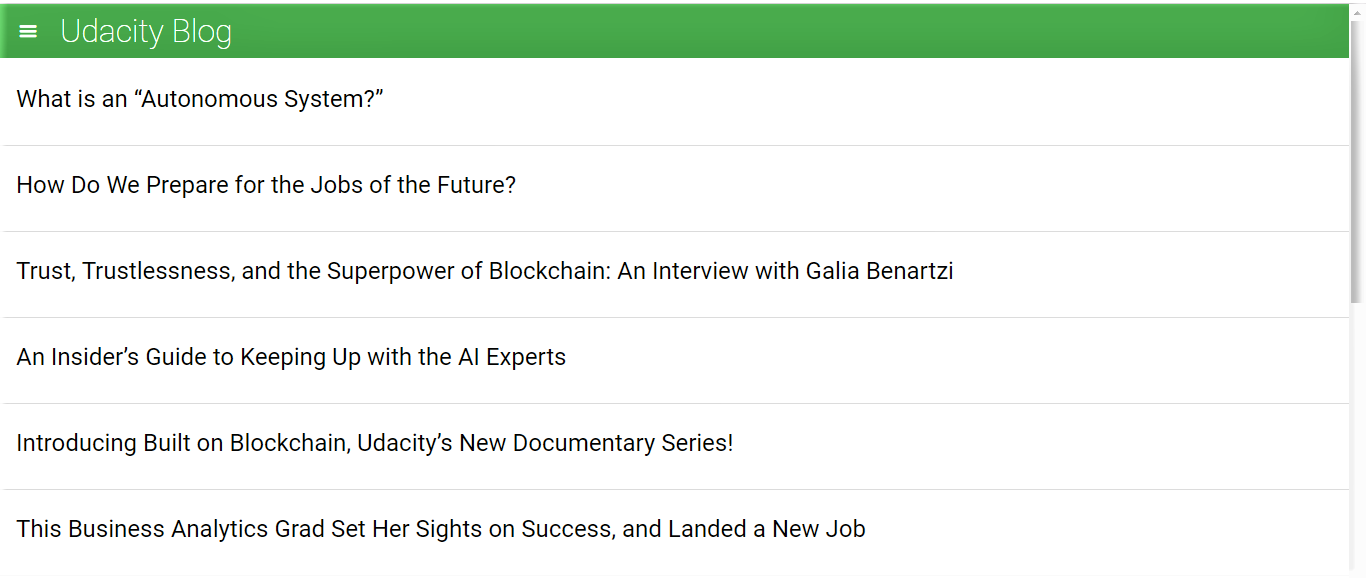 Udacity Blog
What is an “Autonomous System?”
How Do We Prepare for the Jobs of the Future?
Trust, Trustlessness, and the Superpower of Blockchain: An Interview with Galia Benartzi
An Insider’s Guide to Keeping Up with the AI Experts
Introducing Built on Blockchain, Udacity’s New Documentary Series!
This Business Analytics Grad Set Her Sights on Success, and Landed a New Job